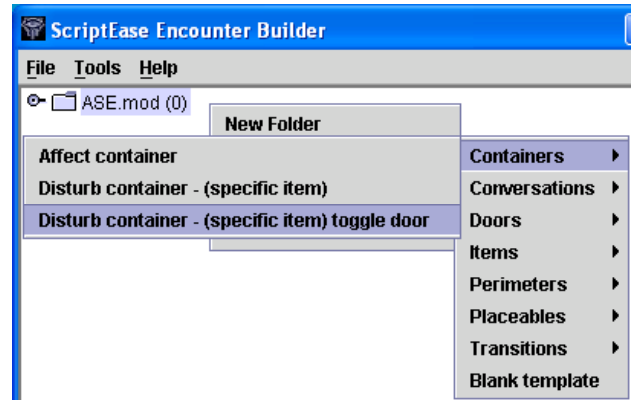 ScriptEase Encounter Builder
File Tools Help
ASE.mod (0)
New Folder
Affect container
Disturb container - (specific item)
Disturb container - (specific item) toggle door
Containers
Conversations
Doors
Items
Perimeters
Placeables
Transitions
Blank template